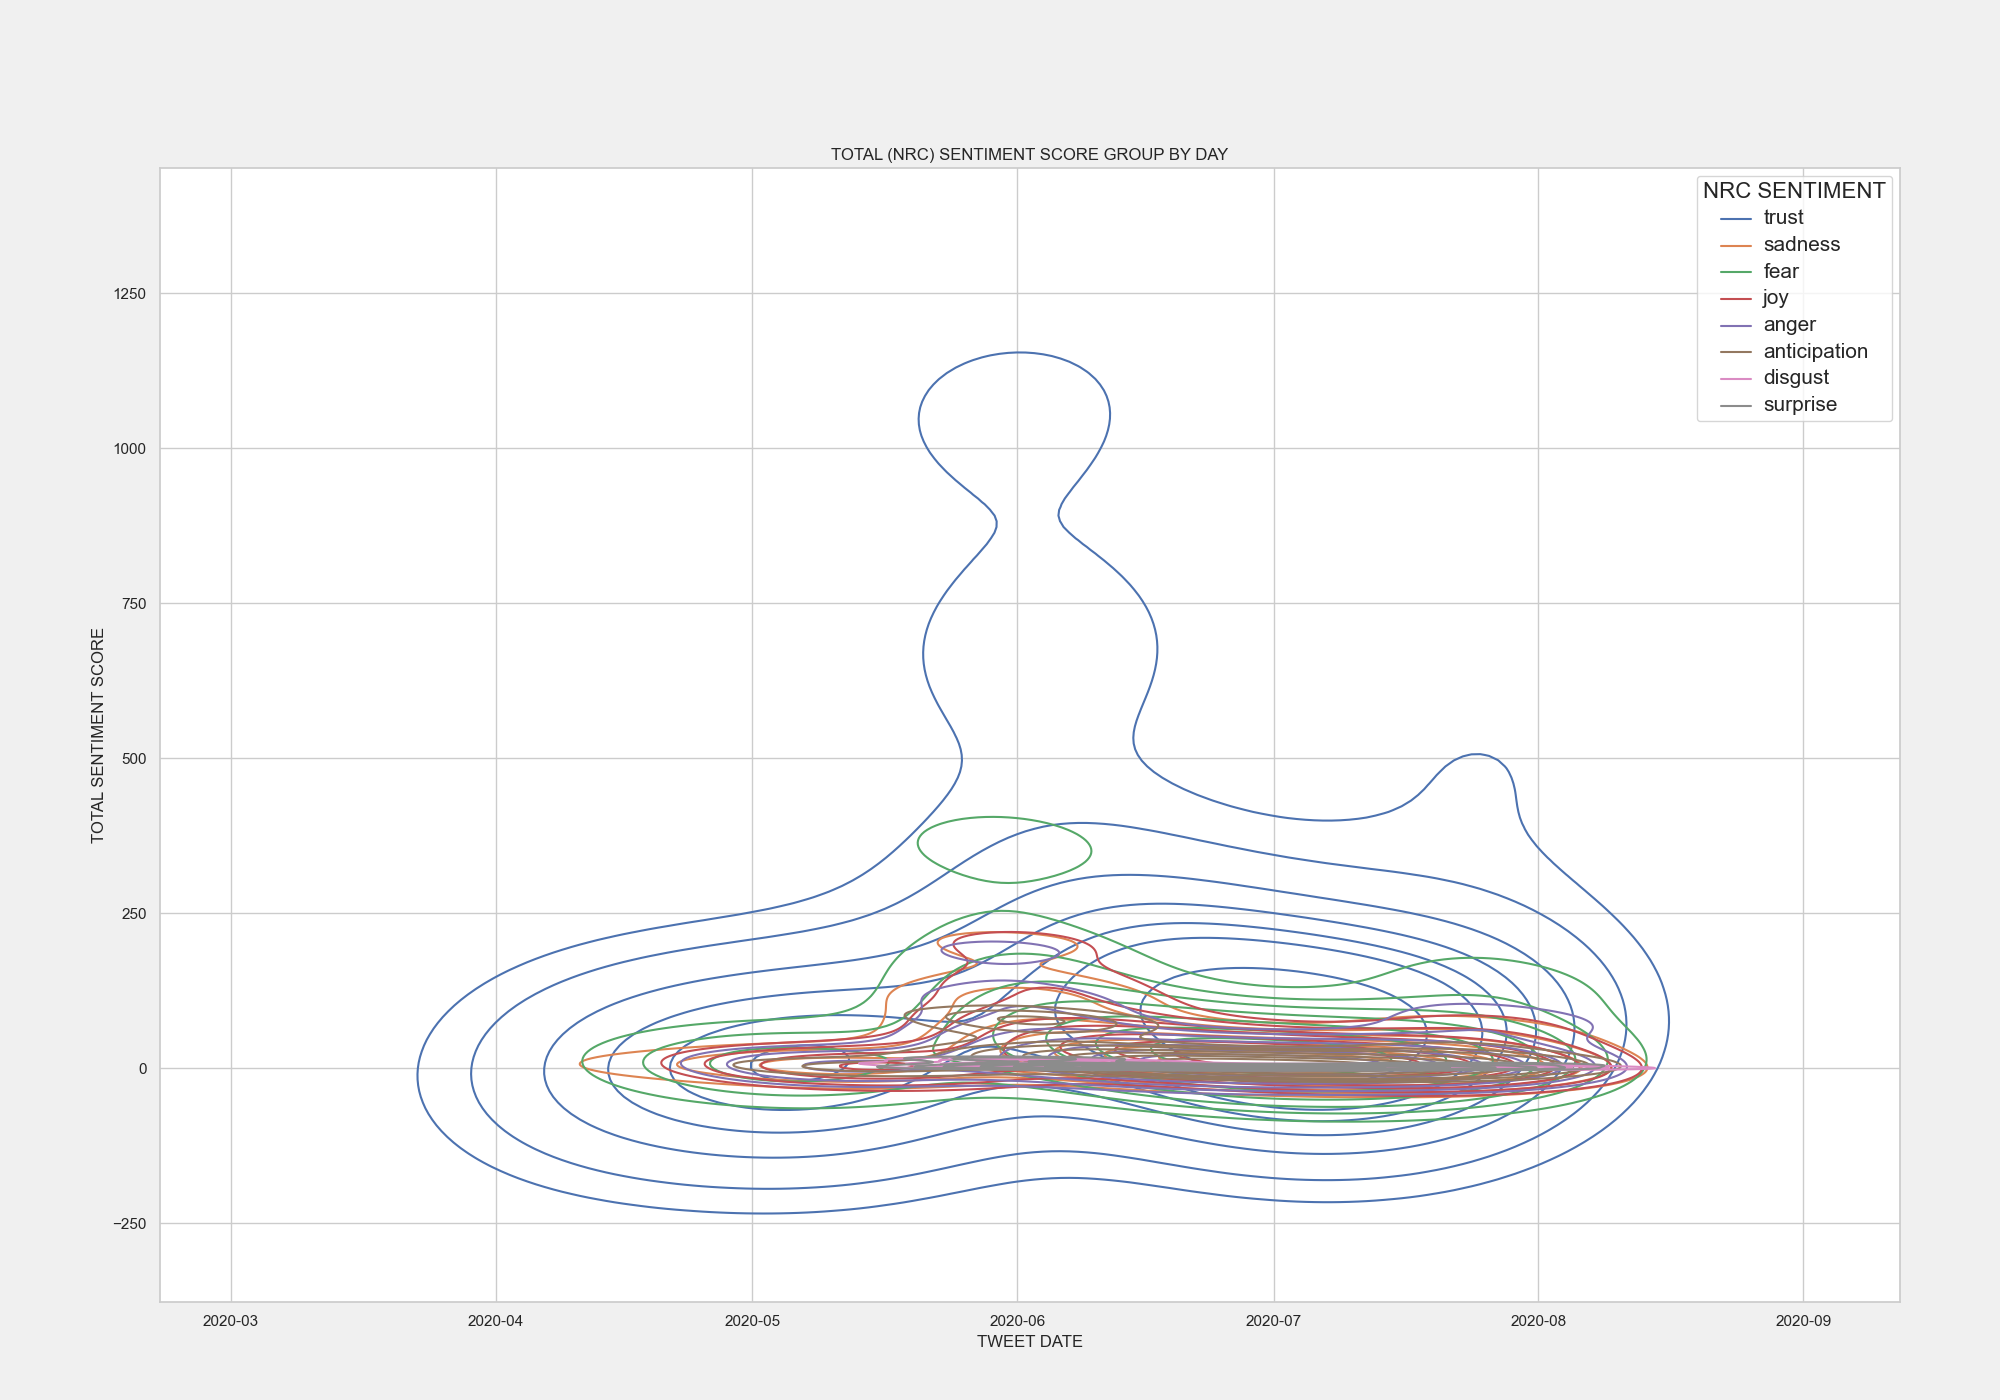 TOTAL (NRC) SENTIMENT SCORE GROUP BY DAY
NRC SENTIMENT
trust
sadness
fear
joy
anger
anticipation
disgust
surprise
TOTAL SENTIMENT SCORE
1250
1000
750
500
250
0
−250
2020-03 2020-04 2020-05 2020-06 2020-07 2020-08 2020-09
TWEET DATE